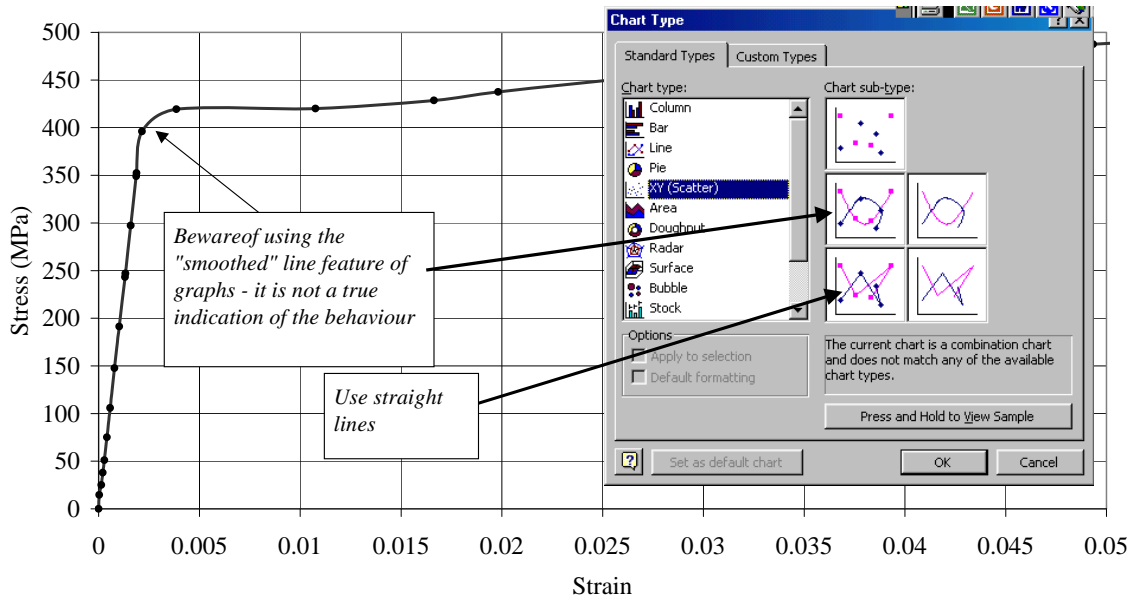 500
450
400
350
300
250
200
150
100
50
0
Stress (MPa)
0
0.005
0.01
0.015
0.02
0.025
0.03
0.035
0.04
0.045
0.05
Strain
Bewareof using the
"smoothed" line feature of
graphs - it is not a true
indication of the behaviour
Use straight
lines
Chart Type
Standard Types
Custom Types
Chart type:
Chart sub-type:
Column
Bar
Line
Pie
XY (Scatter)
Area
Doughnut
Radar
Surface
Bubble
Stock
Options
Apply to selection
Default formatting
The current chart is a combination chart
and does not match any of the available
chart types.
Press and Hold to View Sample
Set as default chart
OK
Cancel